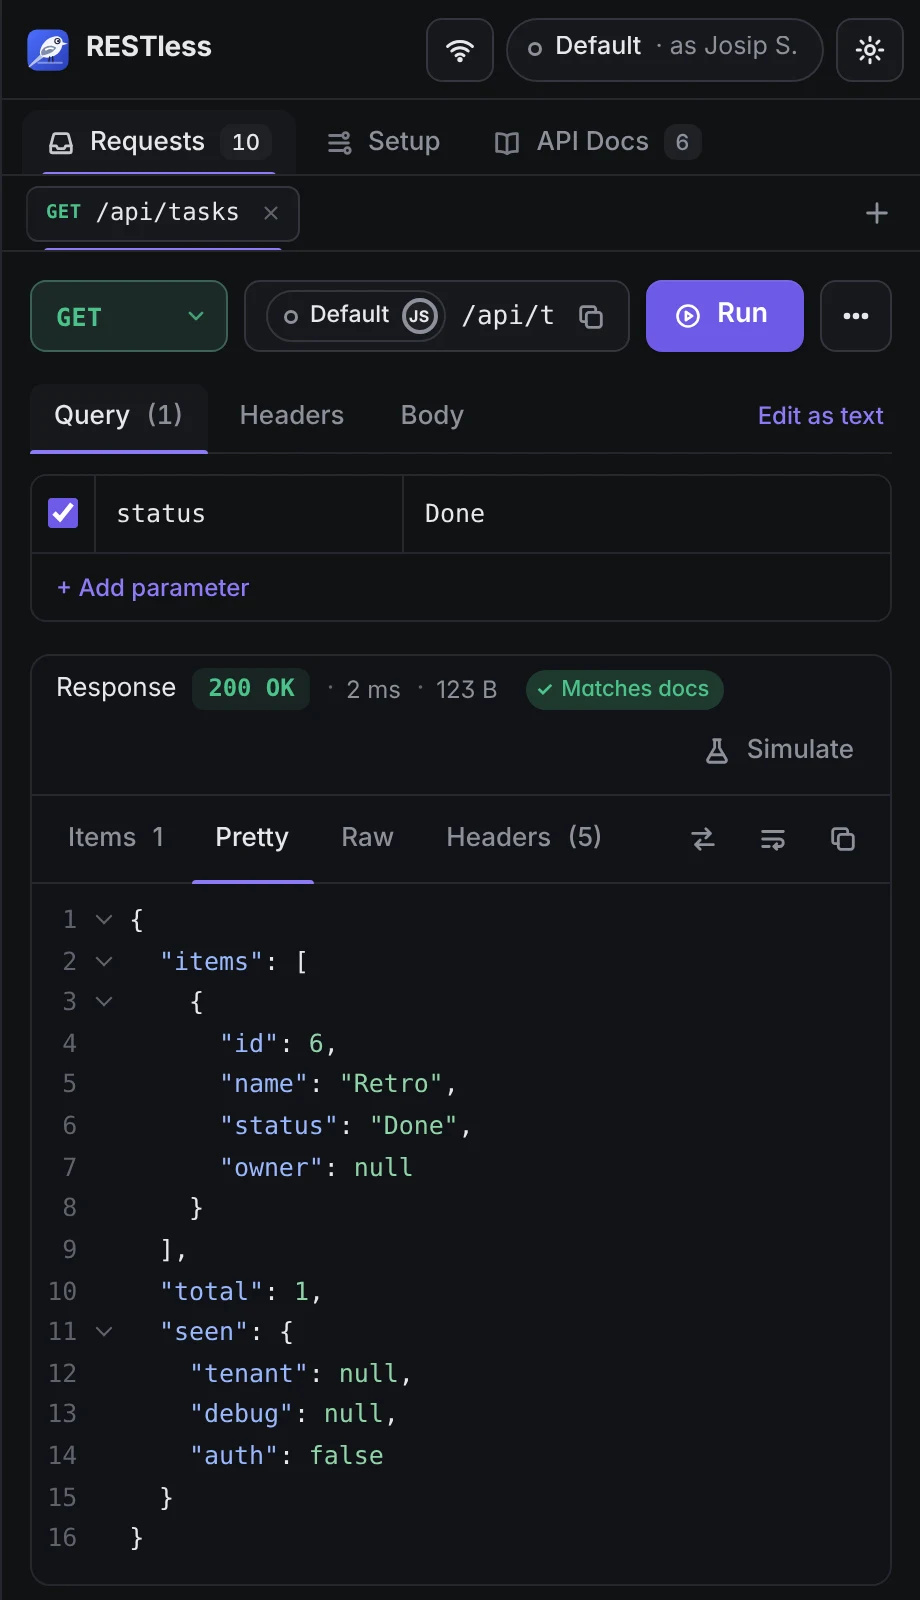 RESTless
Default · as Josip S.
Requests 10
Setup
API Docs 6
GET /api/tasks
GET
Default JS /api/t
Run
Query (1)
Headers
Body
Edit as text
status
Done
+ Add parameter
Response 200 OK · 2 ms · 123 B Matches docs
Simulate
Items 1
Pretty
Raw
Headers (5)
1 {
2 "items": [
3 {
4 "id": 6,
5 "name": "Retro",
6 "status": "Done",
7 "owner": null
8 }
9 ],
10 "total": 1,
11 "seen": {
12 "tenant": null,
13 "debug": null,
14 "auth": false
15 }
16 }